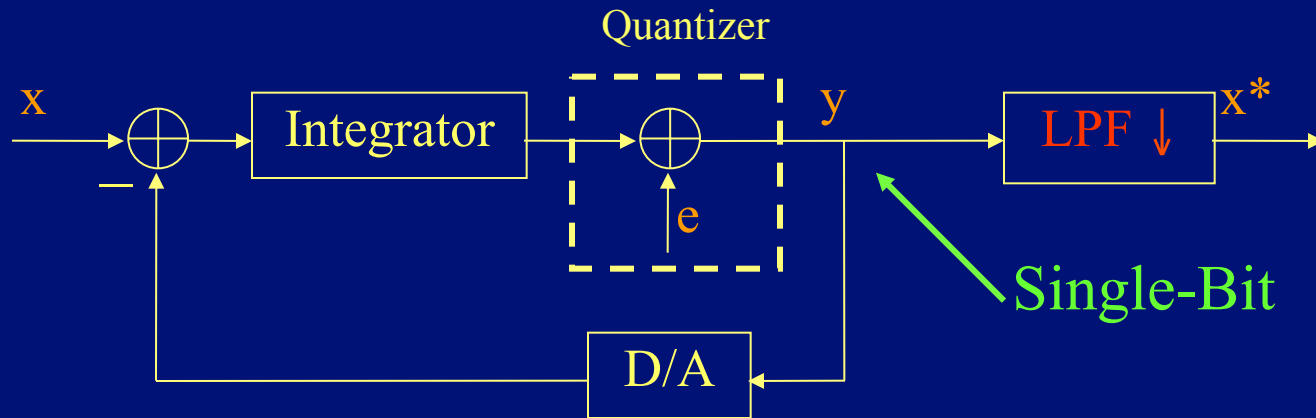 Quantizer
x
Integrator
y
LPF ↓
x*
−
e
Single-Bit
D/A